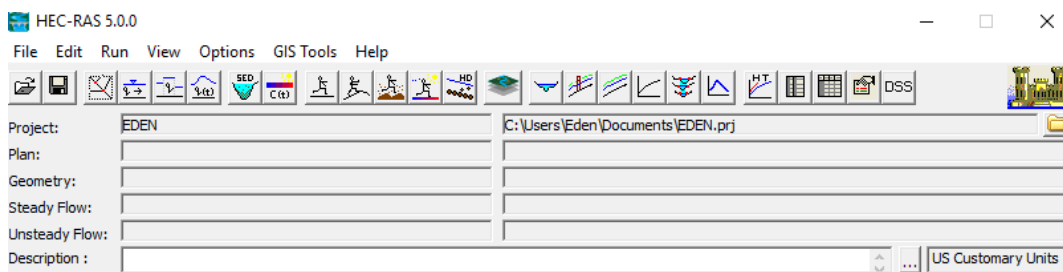 HEC-RAS 5.0.0
File Edit Run View Options GIS Tools Help
SED C(t) HD HT DSS
Project: EDEN C:\Users\Eden\Documents\EDEN.prj
Plan:
Geometry:
Steady Flow:
Unsteady Flow:
Description : ... US Customary Units